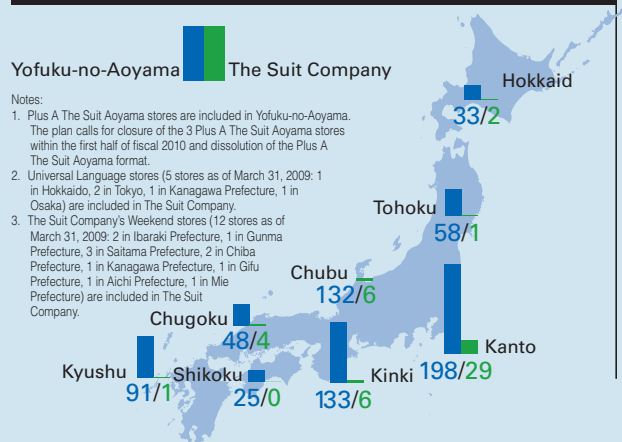 Yofuku-no-Aoyama The Suit Company
Notes:
1. Plus A The Suit Aoyama stores are included in Yofuku-no-Aoyama.
The plan calls for closure of the 3 Plus A The Suit Aoyama stores
within the first half of fiscal 2010 and dissolution of the Plus A
The Suit Aoyama format.
2. Universal Language stores (5 stores as of March 31, 2009: 1
in Hokkaido, 2 in Tokyo, 1 in Kanagawa Prefecture, 1 in
Osaka) are included in The Suit Company.
3. The Suit Company's Weekend stores (12 stores as of
March 31, 2009: 2 in Ibaraki Prefecture, 1 in Gunma
Prefecture, 3 in Saitama Prefecture, 2 in Chiba
Prefecture, 1 in Kanagawa Prefecture, 1 in Gifu
Prefecture, 1 in Aichi Prefecture, 1 in Mie
Prefecture) are included in The Suit
Company.
Hokkaid
33/2
Tohoku
58/1
Chubu
132/6
Chugoku
48/4
Kanto
198/29
Kyushu
91/1
Shikoku
25/0
Kinki
133/6